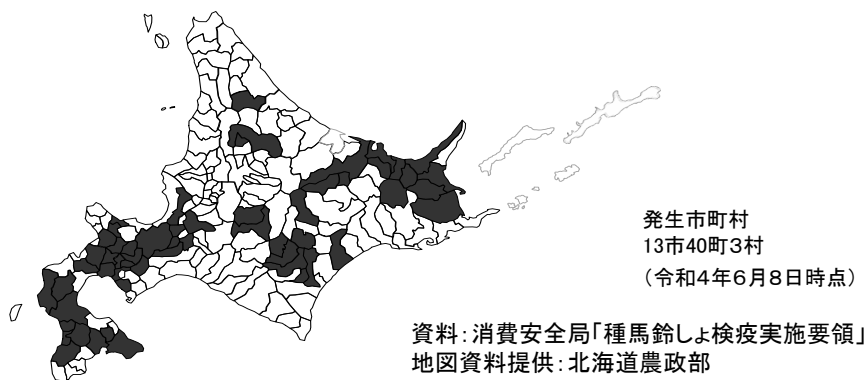 発生市町村
13市40町3村
（令和4年6月8日時点）
資料：消費安全局「種馬鈴しょ検疫実施要領」
地図資料提供：北海道農政部